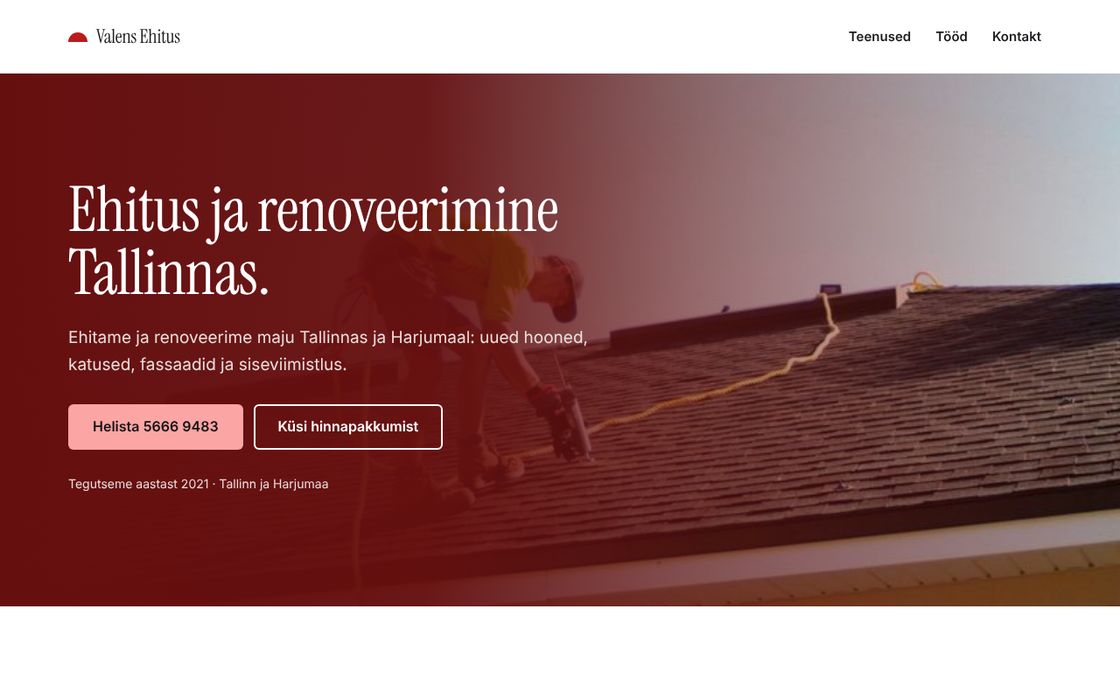 Valens Ehitus
Teenused
Tööd
Kontakt
Ehitus ja renoveerimine
Tallinnas.
Ehitame ja renoveerime maju Tallinnas ja Harjumaal: uued hooned,
katused, fassaadid ja siseviimistlus.
Helista 5666 9483
Küsi hinnapakkumist
Tegutseme aastast 2021 · Tallinn ja Harjumaa